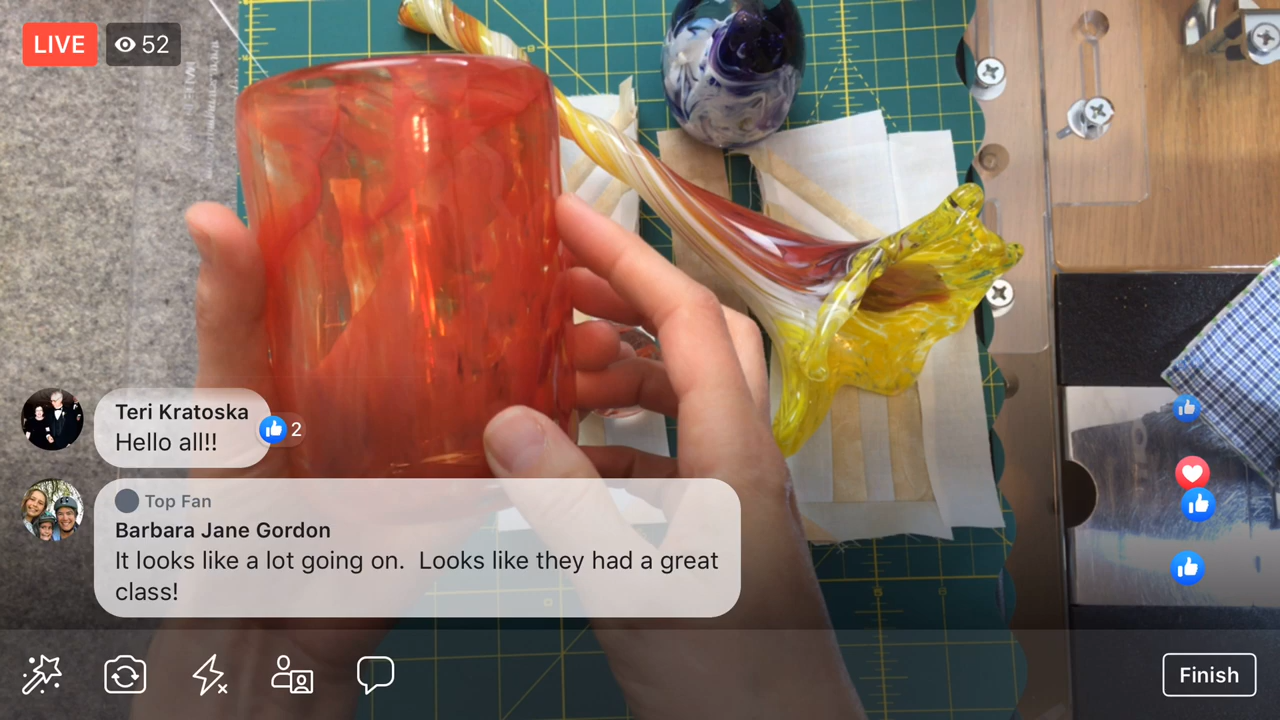 LIVE
52
Teri Kratoska
Hello all!!
2
Top Fan
Barbara Jane Gordon
It looks like a lot going on. Looks like they had a great
class!
Finish